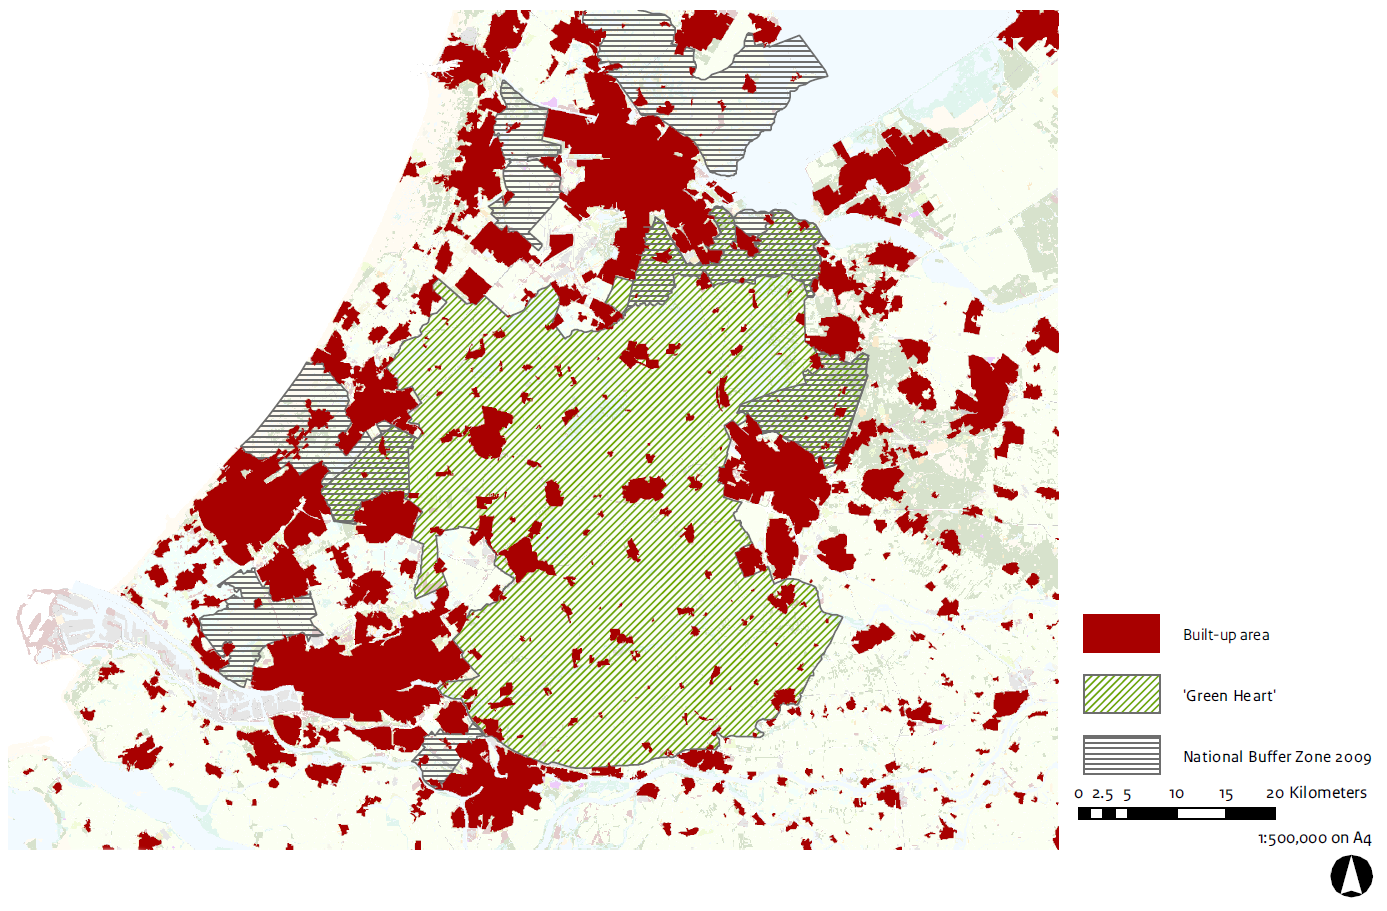 Built-up area
'Green Heart'
National Buffer Zone 2009
0 2.5 5 10 15 20 Kilometers
1:500,000 on A4